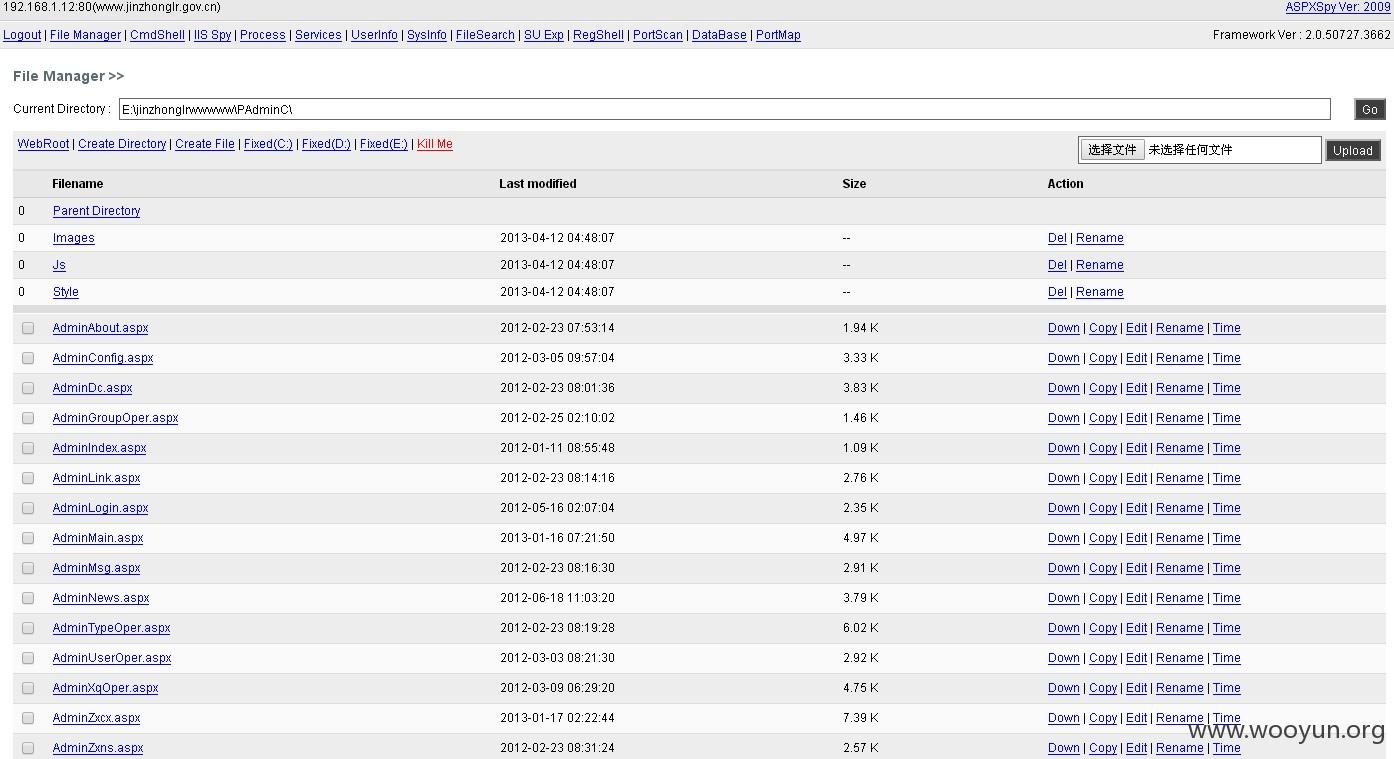 192.168.1.12:80(www.jinzhonglr.gov.cn) ASPXSpy Ver: 2009
Logout | File Manager | CmdShell | IIS Spy | Process | Services | UserInfo | SysInfo | FileSearch | SU Exp | RegShell | PortScan | DataBase | PortMap Framework Ver : 2.0.50727.3662
File Manager >>
Current Directory : E:\jinzhonglrwwwww\PAdminC\ Go
WebRoot | Create Directory | Create File | Fixed(C:) | Fixed(D:) | Fixed(E:) | Kill Me 选择文件 未选择任何文件 Upload
Filename Last modified Size Action
0 Parent Directory
0 Images 2013-04-12 04:48:07 -- Del | Rename
0 Js 2013-04-12 04:48:07 -- Del | Rename
0 Style 2013-04-12 04:48:07 -- Del | Rename
AdminAbout.aspx 2012-02-23 07:53:14 1.94 K Down | Copy | Edit | Rename | Time
AdminConfig.aspx 2012-03-05 09:57:04 3.33 K Down | Copy | Edit | Rename | Time
AdminDc.aspx 2012-02-23 08:01:36 3.83 K Down | Copy | Edit | Rename | Time
AdminGroupOper.aspx 2012-02-25 02:10:02 1.46 K Down | Copy | Edit | Rename | Time
AdminIndex.aspx 2012-01-11 08:55:48 1.09 K Down | Copy | Edit | Rename | Time
AdminLink.aspx 2012-02-23 08:14:16 2.76 K Down | Copy | Edit | Rename | Time
AdminLogin.aspx 2012-05-16 02:07:04 2.35 K Down | Copy | Edit | Rename | Time
AdminMain.aspx 2013-01-16 07:21:50 4.97 K Down | Copy | Edit | Rename | Time
AdminMsg.aspx 2012-02-23 08:16:30 2.91 K Down | Copy | Edit | Rename | Time
AdminNews.aspx 2012-06-18 11:03:20 3.79 K Down | Copy | Edit | Rename | Time
AdminTypeOper.aspx 2012-02-23 08:19:28 6.02 K Down | Copy | Edit | Rename | Time
AdminUserOper.aspx 2012-03-03 08:21:30 2.92 K Down | Copy | Edit | Rename | Time
AdminXqOper.aspx 2012-03-09 06:29:20 4.75 K Down | Copy | Edit | Rename | Time
AdminZxcx.aspx 2013-01-17 02:22:44 7.39 K Down | Copy | Edit | Rename | Time
www.wooyun.org
AdminZxns.aspx 2012-02-23 08:31:24 2.57 K Down | Copy | Edit | Rename | Time